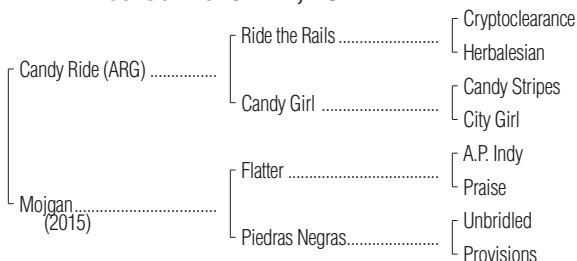 Cryptoclearance
Ride the Rails
Herbalesian
Candy Ride (ARG)
Candy Stripes
Candy Girl
City Girl
A.P. Indy
Flatter
Praise
Mojgan
(2015)
Unbridled
Piedras Negras
Provisions